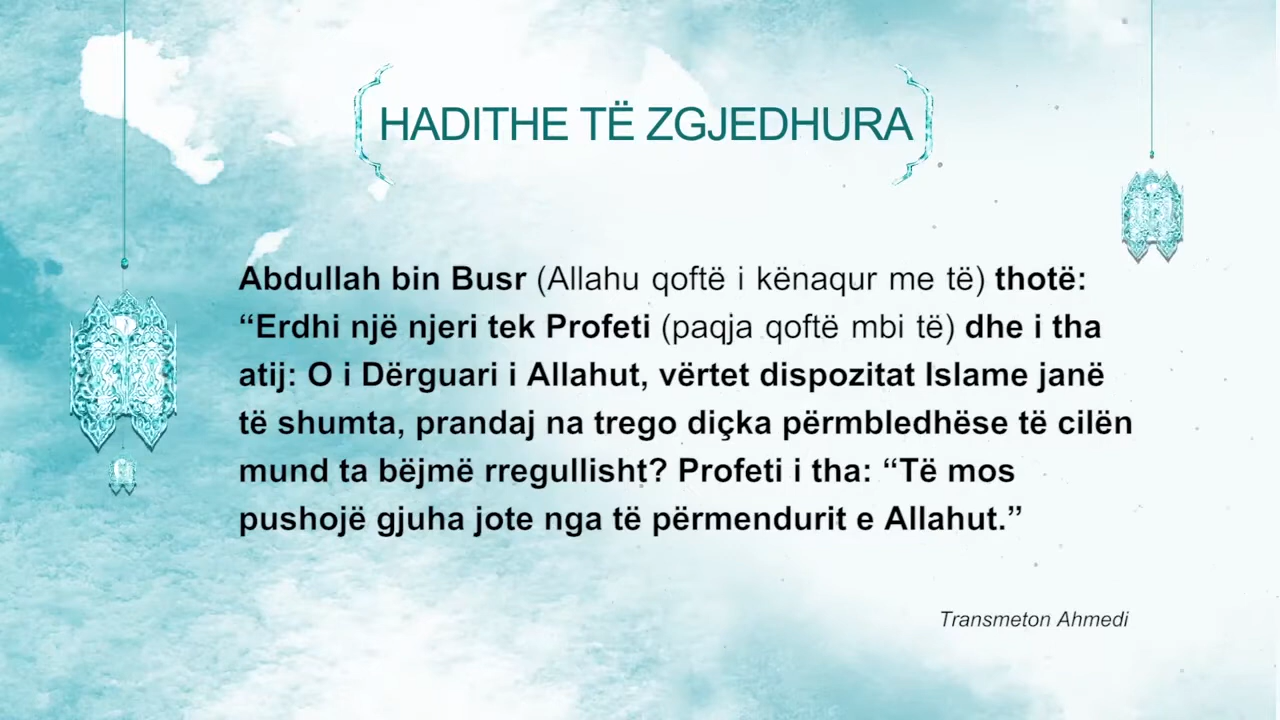 HADITHE TË ZGJEDHURA
Abdullah bin Busr (Allahu qoftë i kënaqur me të) thotë:
“Erdhi një njeri tek Profeti (paqja qoftë mbi të) dhe i tha
atij: O i Dërguari i Allahut, vërtet dispozitat Islame janë
të shumta, prandaj na trego diçka përmbledhëse të cilën
mund ta bëjmë rregullisht? Profeti i tha: “Të mos
pushojë gjuha jote nga të përmendurit e Allahut.”
Transmeton Ahmedi